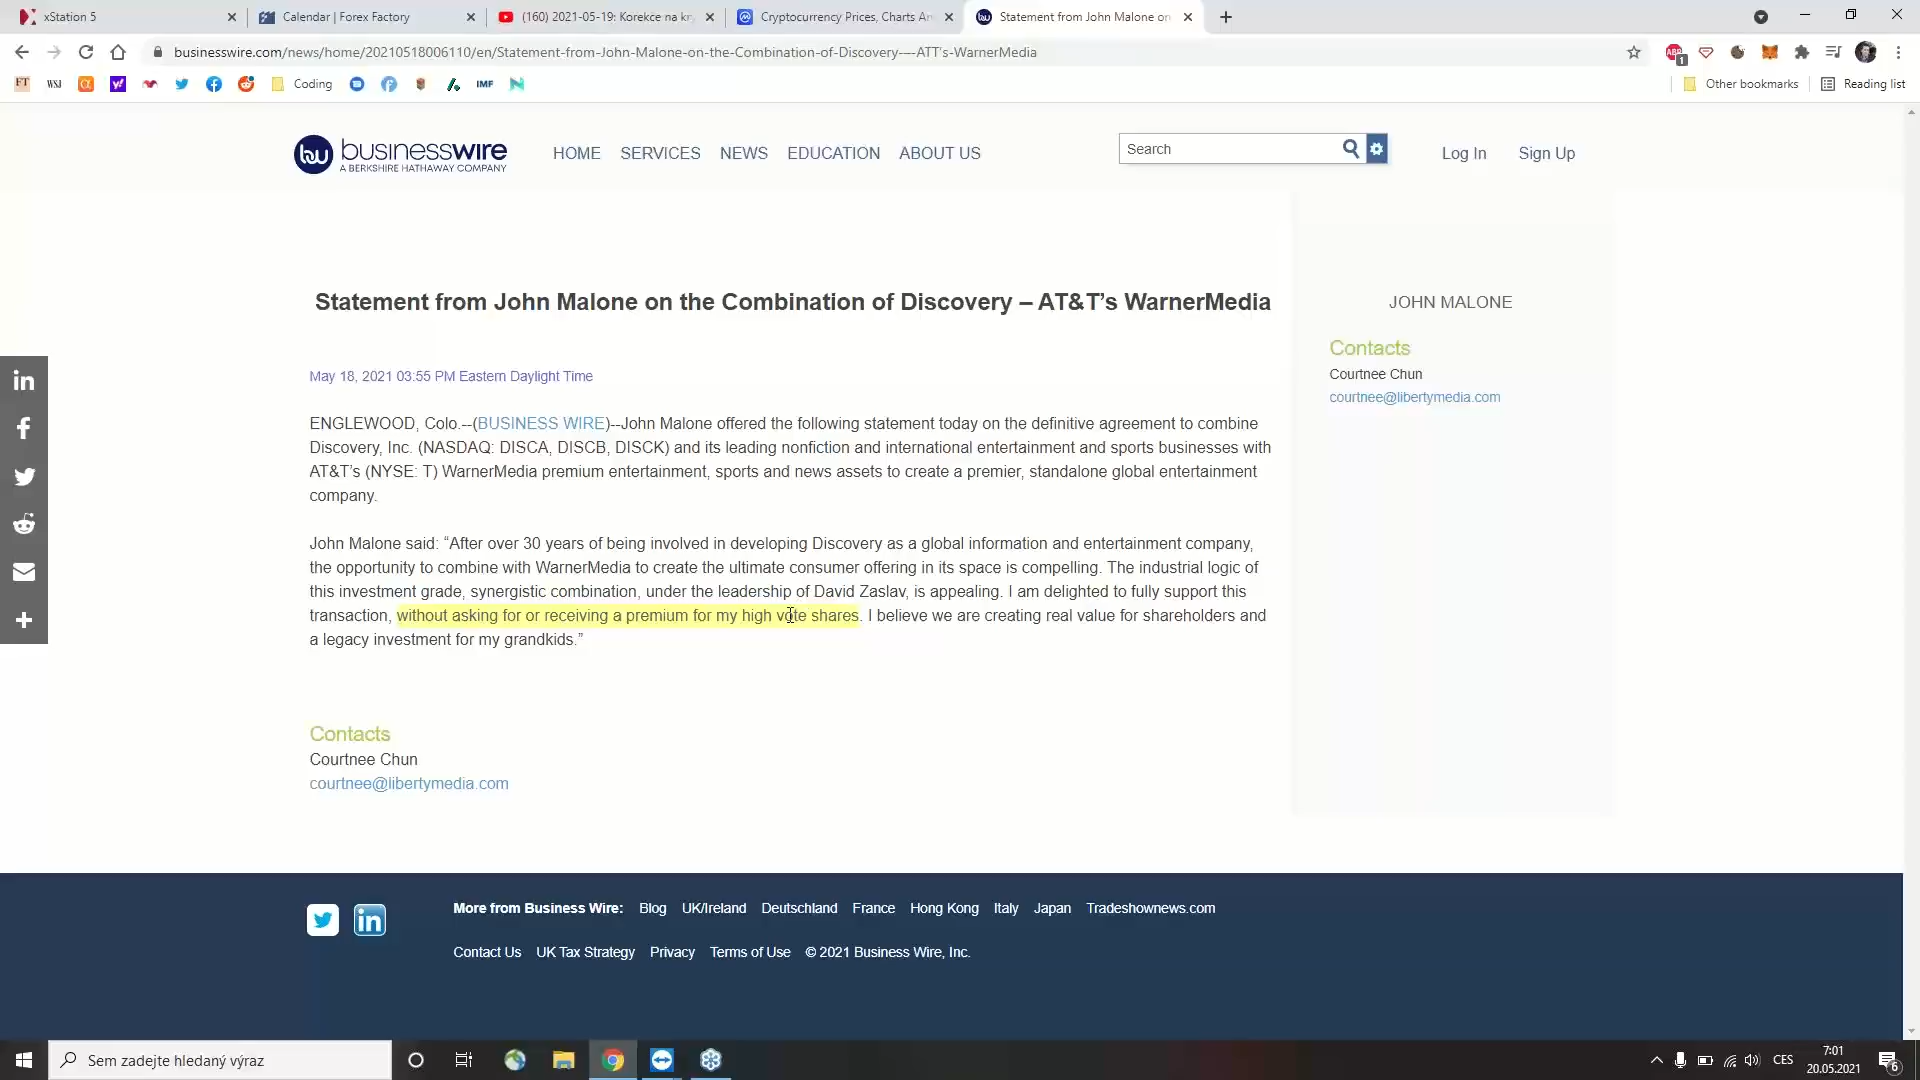 xStation 5
Calendar | Forex Factory
(160) 2021-05-19: Korekce na kr
Cryptocurrency Prices, Charts An
Statement from John Malone on
businesswire.com/news/home/20210518006110/en/Statement-from-John-Malone-on-the-Combination-of-Discovery-–-ATT's-WarnerMedia
ABP
1
FT
WSJ
Coding
IMF
Other bookmarks
Reading list
bw businesswire
A BERKSHIRE HATHAWAY COMPANY
HOME SERVICES NEWS EDUCATION ABOUT US
Search
Log In Sign Up
Statement from John Malone on the Combination of Discovery – AT&T’s WarnerMedia
May 18, 2021 03:55 PM Eastern Daylight Time
ENGLEWOOD, Colo.--(BUSINESS WIRE)--John Malone offered the following statement today on the definitive agreement to combine
Discovery, Inc. (NASDAQ: DISCA, DISCB, DISCK) and its leading nonfiction and international entertainment and sports businesses with
AT&T’s (NYSE: T) WarnerMedia premium entertainment, sports and news assets to create a premier, standalone global entertainment
company.
John Malone said: “After over 30 years of being involved in developing Discovery as a global information and entertainment company,
the opportunity to combine with WarnerMedia to create the ultimate consumer offering in its space is compelling. The industrial logic of
this investment grade, synergistic combination, under the leadership of David Zaslav, is appealing. I am delighted to fully support this
transaction, without asking for or receiving a premium for my high vote shares. I believe we are creating real value for shareholders and
a legacy investment for my grandkids.”
Contacts
Courtnee Chun
courtnee@libertymedia.com
JOHN MALONE
Contacts
Courtnee Chun
courtnee@libertymedia.com
More from Business Wire: Blog UK/Ireland Deutschland France Hong Kong Italy Japan Tradeshownews.com
Contact Us UK Tax Strategy Privacy Terms of Use © 2021 Business Wire, Inc.
Sem zadejte hledaný výraz
CES
7:01
20.05.2021
6